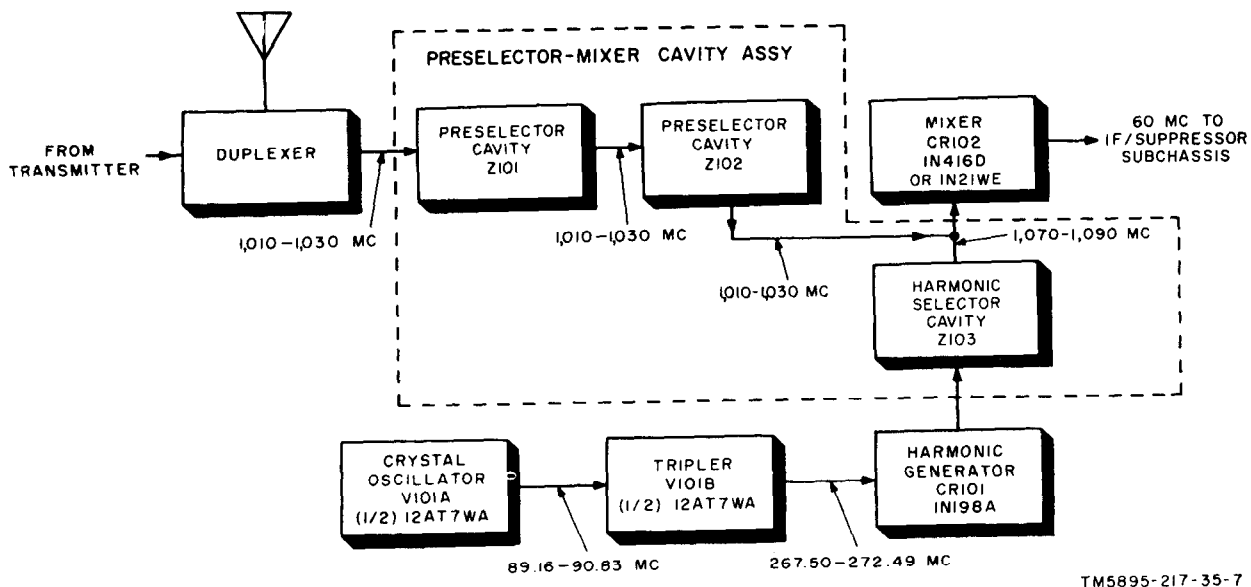 PRESELECTOR-MIXER CAVITY ASSY
FROM
TRANSMITTER
DUPLEXER
PRESELECTOR
CAVITY
Z101
PRESELECTOR
CAVITY
Z102
MIXER
CR102
1N416D
OR 1N21WE
60 MC TO
IF/SUPPRESSOR
SUBCHASSIS
1,010-1,030 MC
1,010-1,030 MC
1,010-1,030 MC
1,070-1,090 MC
HARMONIC
SELECTOR
CAVITY
Z103
CRYSTAL
OSCILLATOR
V101A
(1/2) 12AT7WA
TRIPLER
V101B
(1/2) 12AT7WA
HARMONIC
GENERATOR
CR101
1N198A
89.16-90.83 MC
267.50-272.49 MC
TM5895-217-35-7